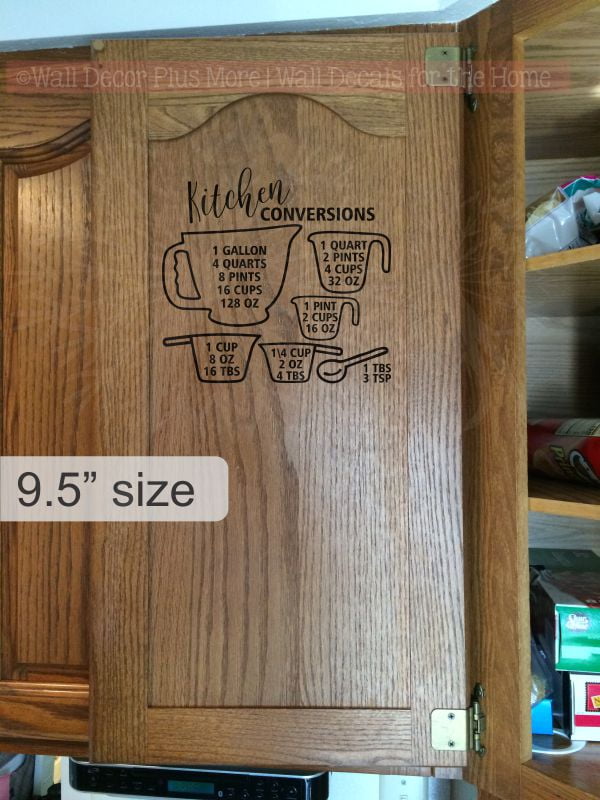 ©Wall Decor Plus More | Wall Decals for the Home
Kitchen
CONVERSIONS
1 GALLON
4 QUARTS
8 PINTS
16 CUPS
128 OZ
1 QUART
2 PINTS
4 CUPS
32 OZ
1 PINT
2 CUPS
16 OZ
1 CUP
8 OZ
16 TBS
1\4 CUP
2 OZ
4 TBS
1 TBS
3 TSP
9.5” size